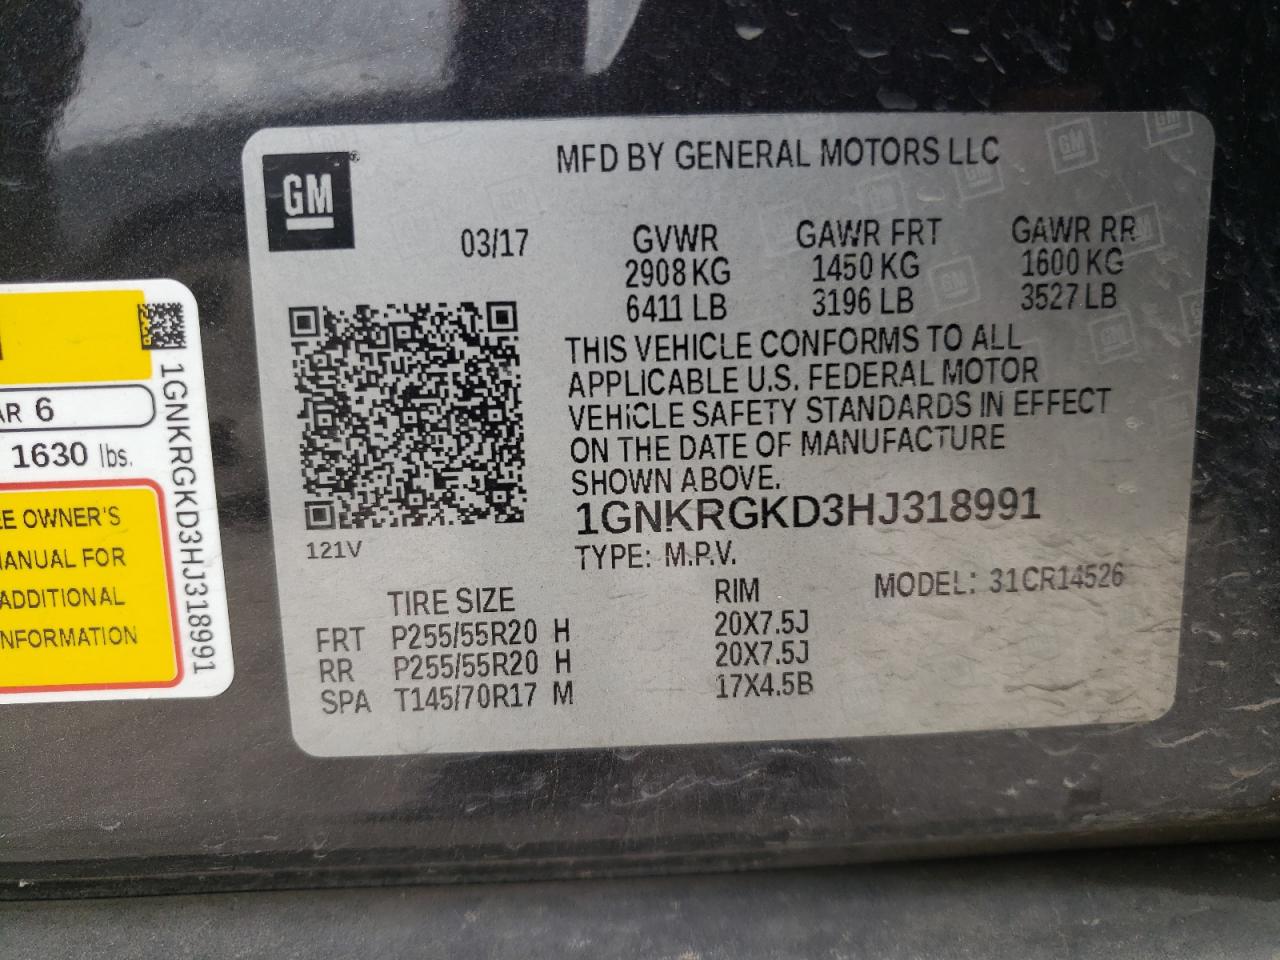 AR 6
1630 lbs.
EE OWNER'S
MANUAL FOR
ADDITIONAL
INFORMATION
1GNKRGKD3HJ318991
GM
MFD BY GENERAL MOTORS LLC
03/17
GVWR GAWR FRT GAWR RR
2908 KG 1450 KG 1600 KG
6411 LB 3196 LB 3527 LB
THIS VEHICLE CONFORMS TO ALL
APPLICABLE U.S. FEDERAL MOTOR
VEHICLE SAFETY STANDARDS IN EFFECT
ON THE DATE OF MANUFACTURE
SHOWN ABOVE.
1GNKRGKD3HJ318991
121V
TYPE: M.P.V.
MODEL: 31CR14526
TIRE SIZE RIM
FRT P255/55R20 H 20X7.5J
RR P255/55R20 H 20X7.5J
SPA T145/70R17 M 17X4.5B